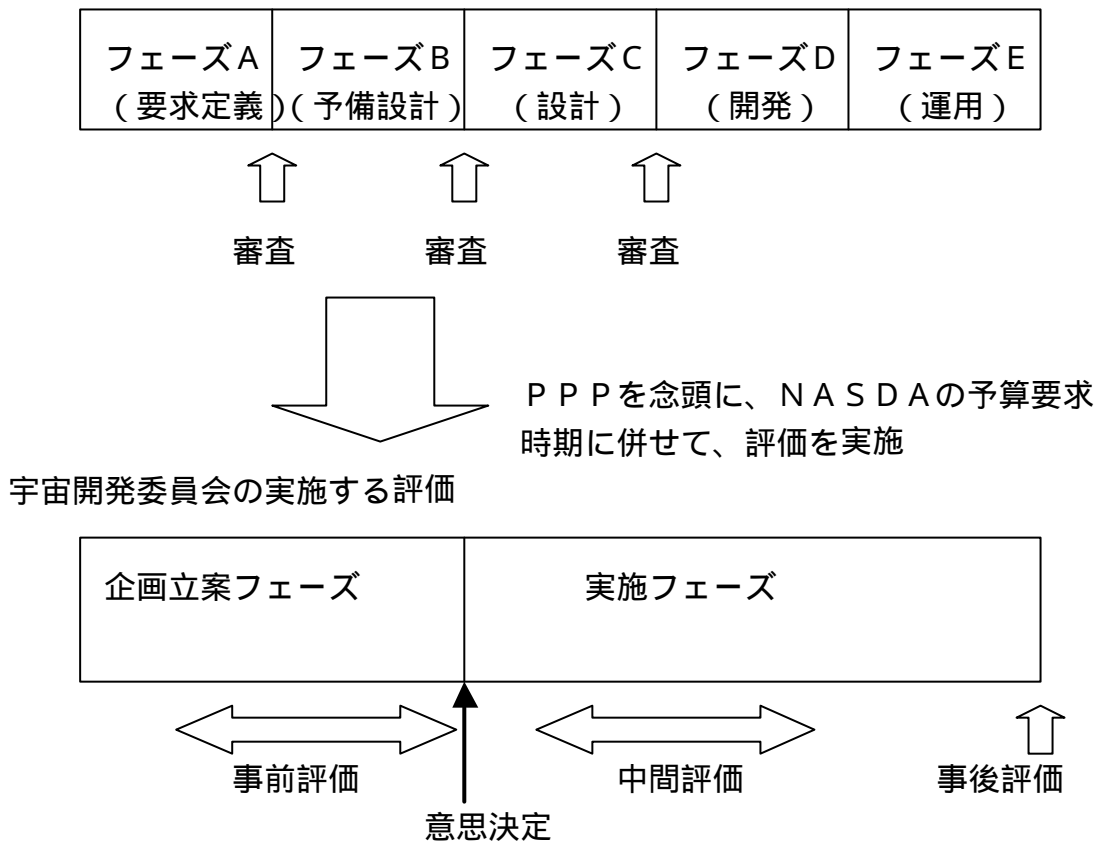 フェーズA フェーズB フェーズC フェーズD フェーズE
(要求定義) (予備設計) (設計) (開発) (運用)
審査 審査 審査
PPPを念頭に、NASDAの予算要求
時期に併せて、評価を実施
宇宙開発委員会の実施する評価
企画立案フェーズ 実施フェーズ
事前評価 中間評価 事後評価
意思決定